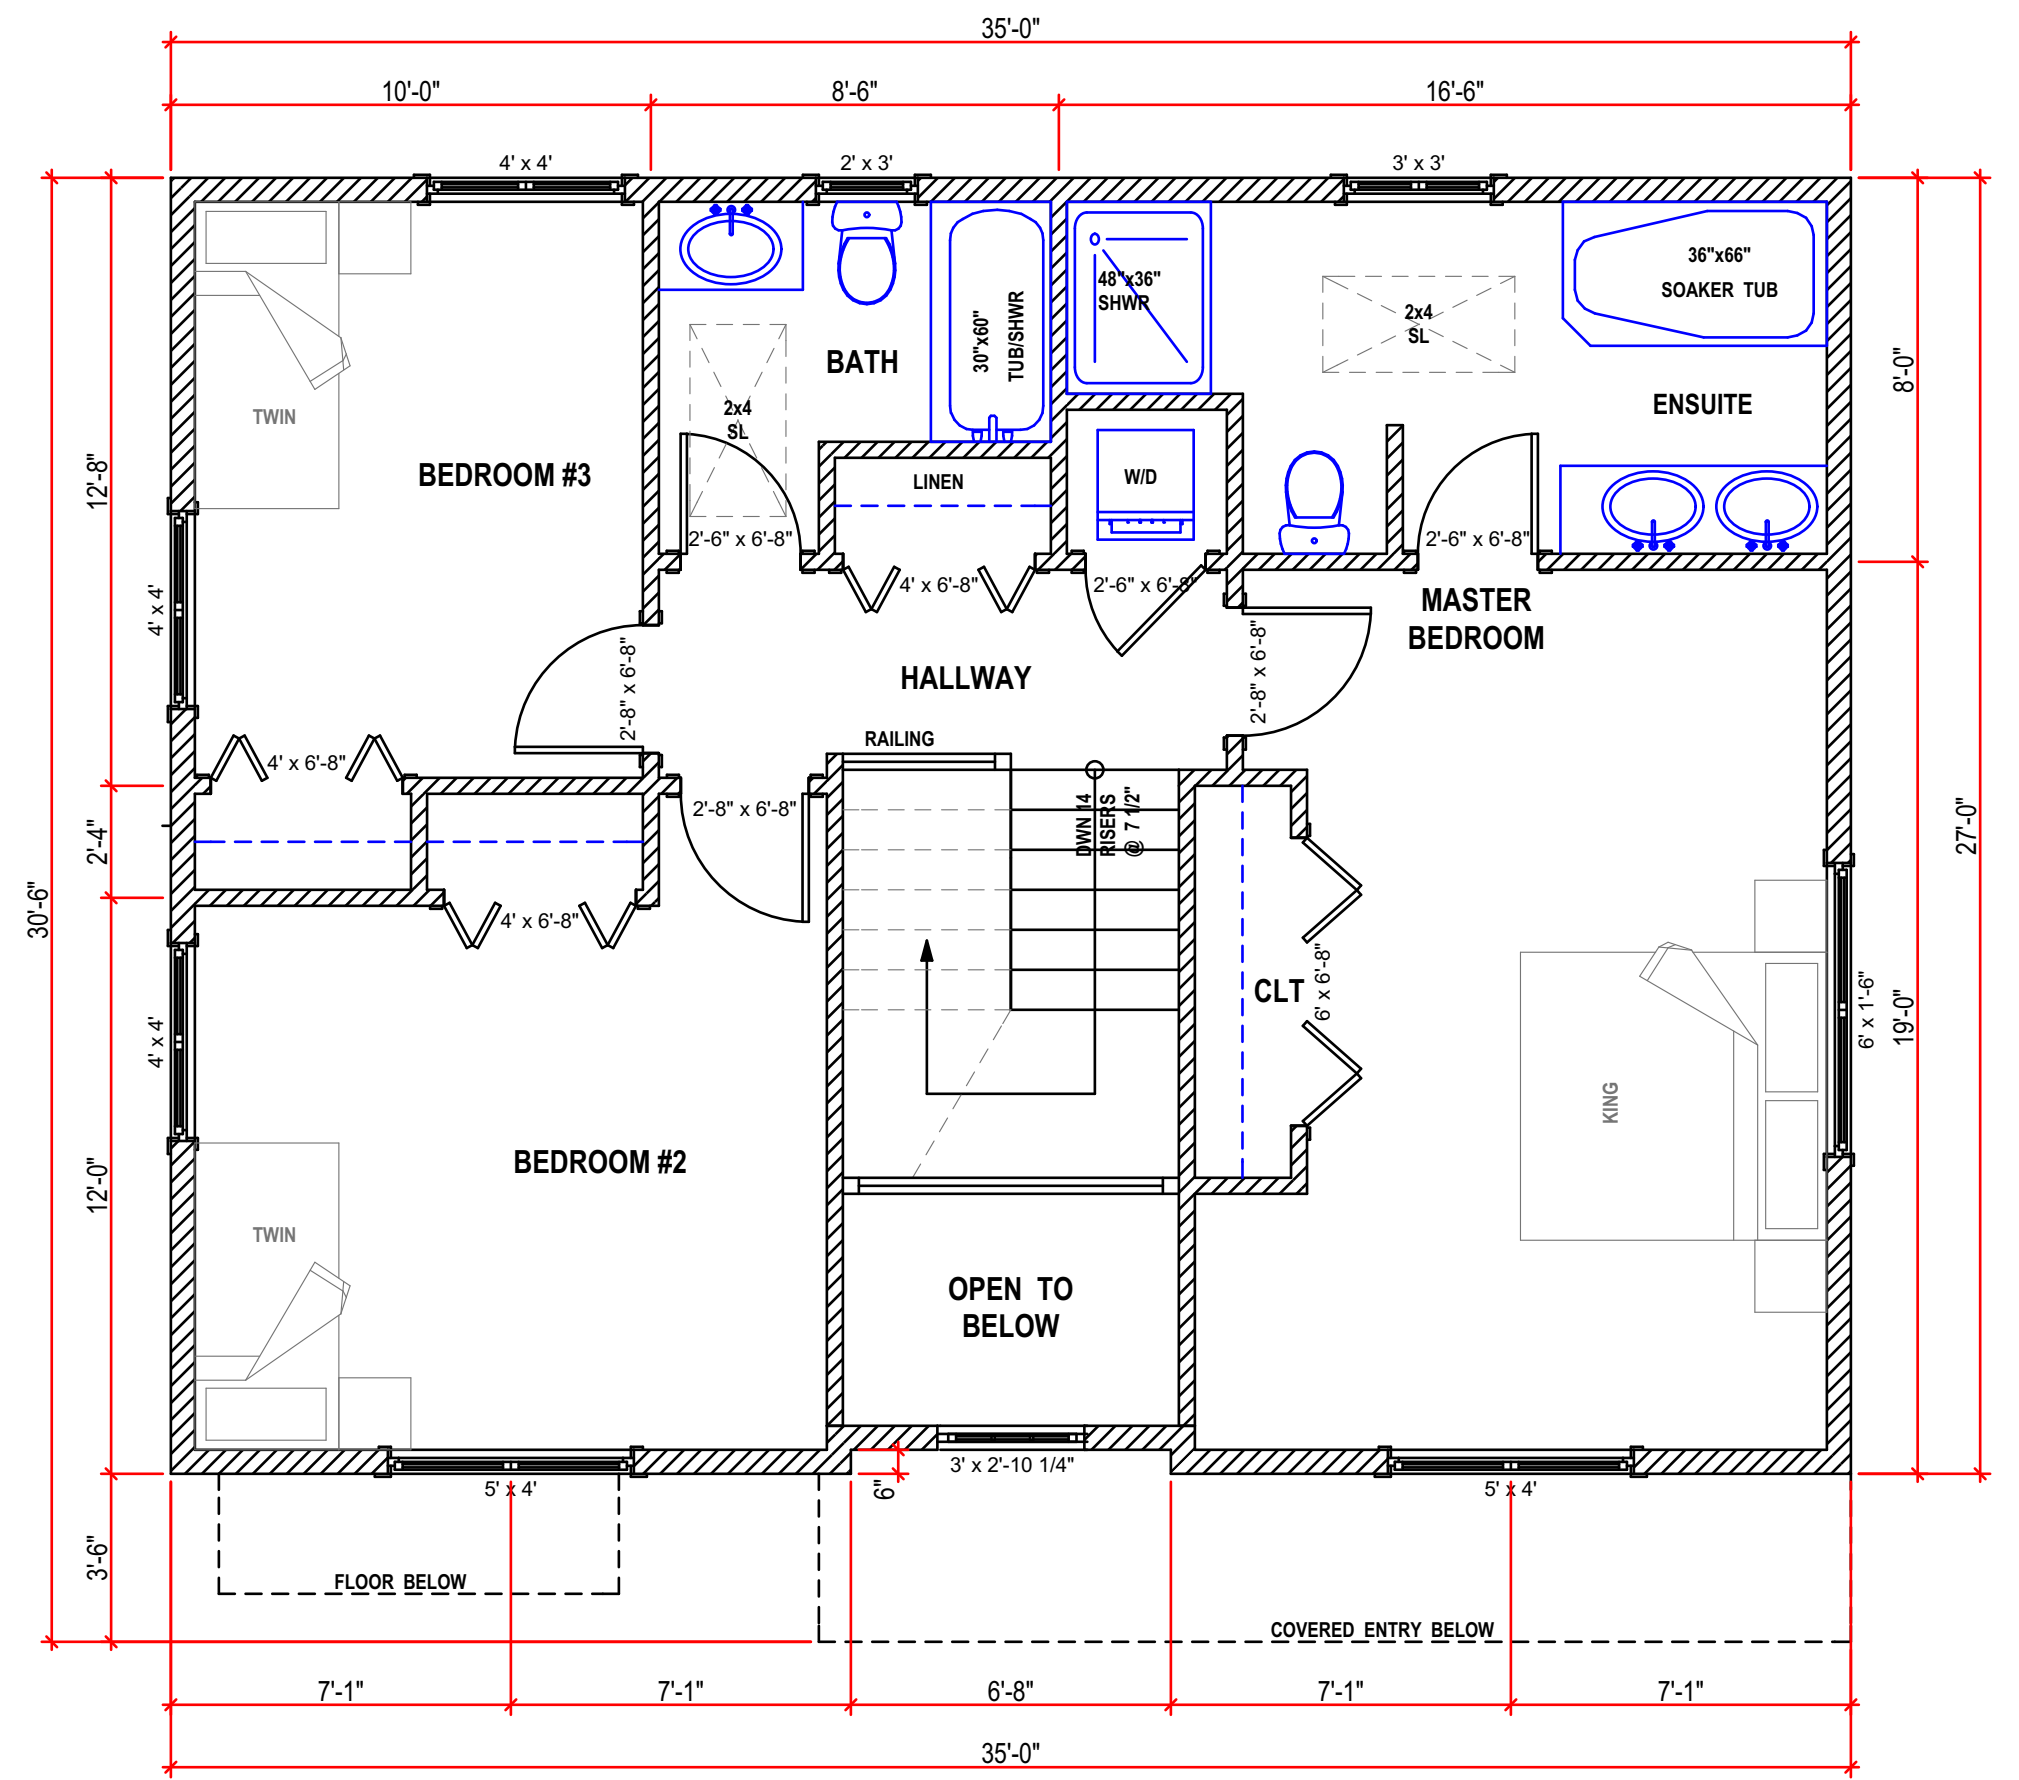 35'-0"
10'-0"
8'-6"
16'-6"
4' x 4'
2' x 3'
3' x 3'
36"x66"
SOAKER TUB
48"x36"
SHWR
2x4
SL
30"x60"
TUB/SHWR
BATH
8'-0"
TWIN
2x4
SL
ENSUITE
BEDROOM #3
LINEN
W/D
12'-8"
2'-6" x 6'-8"
2'-6" x 6'-8"
4' x 6'-8"
2'-6" x 6'-8"
4' x 4'
MASTER
BEDROOM
2'-8" x 6'-8"
HALLWAY
2'-8" x 6'-8"
RAILING
4' x 6'-8"
2'-8" x 6'-8"
DWN 14
RISERS
@ 7 1/2"
2'-4"
27'-0"
30'-6"
4' x 6'-8"
CLT
6' x 6'-8"
6' x 1'-6"
19'-0"
4' x 4'
KING
12'-0"
BEDROOM #2
TWIN
OPEN TO
BELOW
3' x 2'-10 1/4"
6"
5' x 4'
5' x 4'
3'-6"
FLOOR BELOW
COVERED ENTRY BELOW
7'-1"
7'-1"
6'-8"
7'-1"
7'-1"
35'-0"